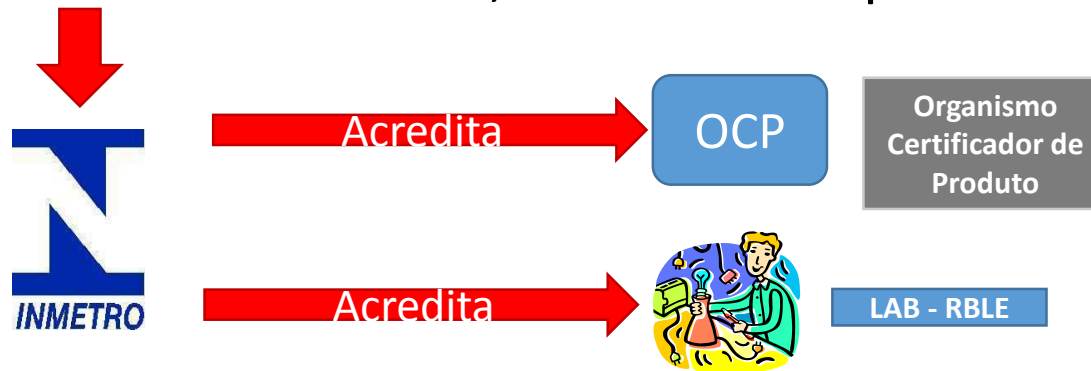 Acredita
OCP
Organismo
Certificador de
Produto
INMETRO
Acredita
LAB - RBLE